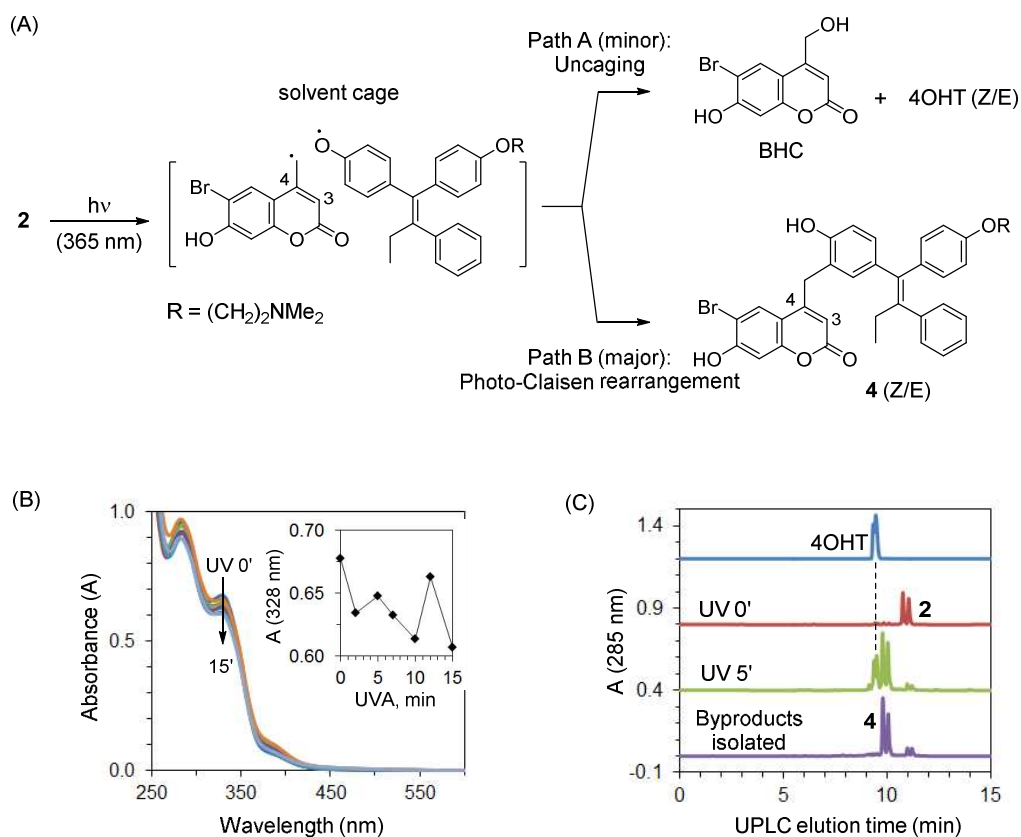 (A)
Path A (minor):
Uncaging
OH
Br
HO
O
O
BHC
+ 4OHT (Z/E)
solvent cage
2
hν
(365 nm)
Br
HO
4
3
O
O
O
OR
R = (CH2)2NMe2
Path B (major):
Photo-Claisen rearrangement
OH
OR
Br
HO
4
3
O
O
4 (Z/E)
(B)
Absorbance (A)
1.0
0.5
0.0
250
350
450
550
Wavelength (nm)
UV 0'
15'
A (328 nm)
0.70
0.65
0.60
0
5
10
15
UVA, min
(C)
A (285 nm)
1.4
0.9
0.4
-0.1
4OHT
UV 0'
2
UV 5'
4
Byproducts
isolated
0
5
10
15
UPLC elution time (min)